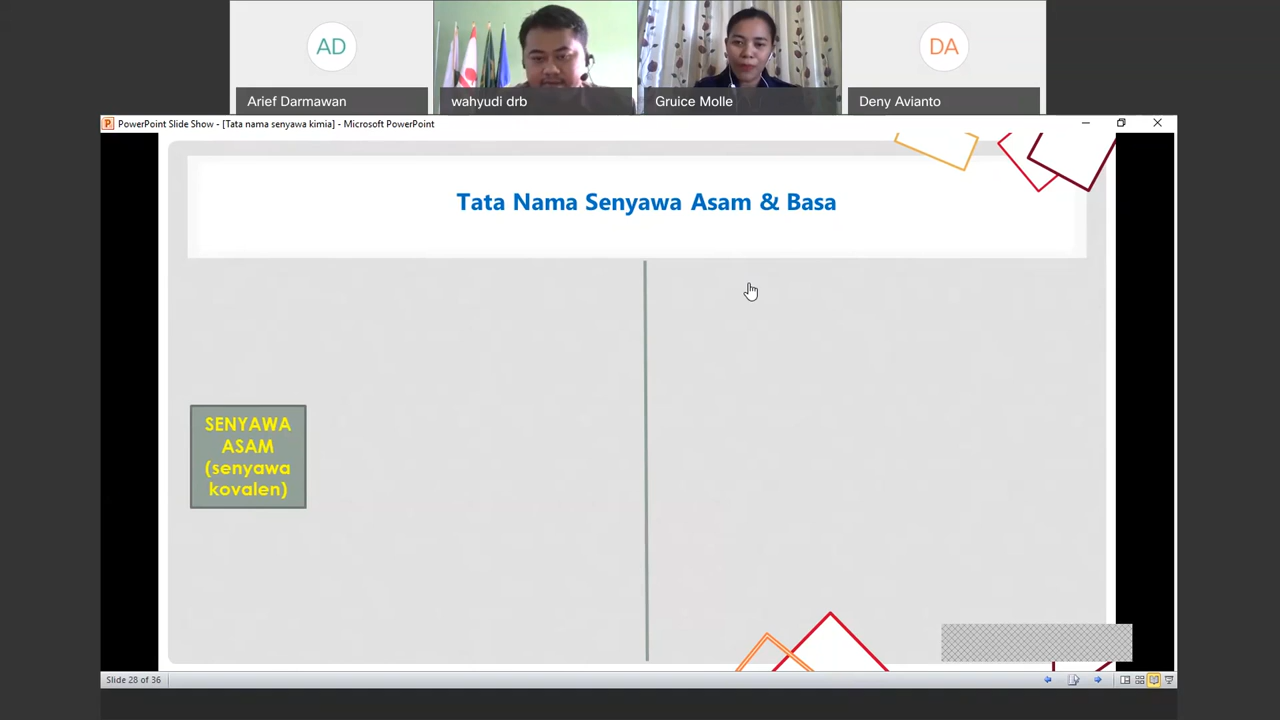 AD
DA
Arief Darmawan
wahyudi drb
Gruice Molle
Deny Avianto
PowerPoint Slide Show - [Tata nama senyawa kimia] - Microsoft PowerPoint
Tata Nama Senyawa Asam & Basa
SENYAWA
ASAM
(senyawa
kovalen)
Slide 28 of 36